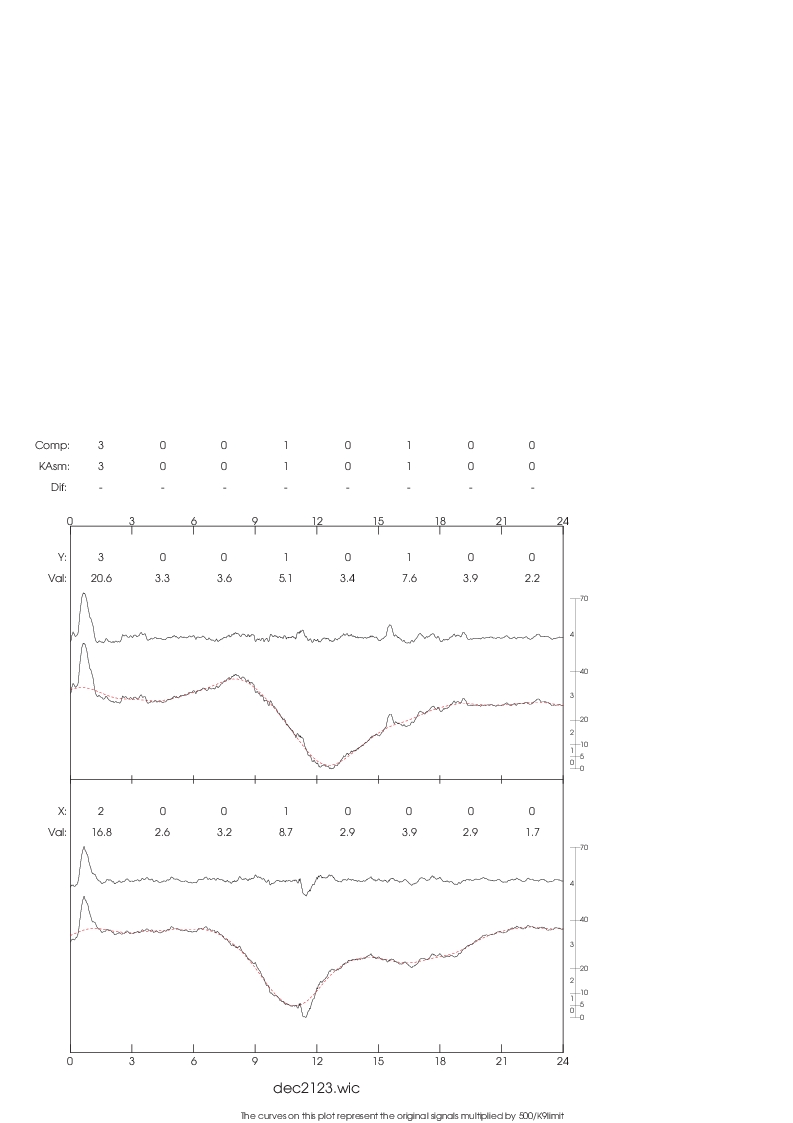 Comp: 3 0 0 1 0 1 0 0
KAsm: 3 0 0 1 0 1 0 0
Dif: - - - - - - - -
0 3 6 9 12 15 18 21 24
Y: 3 0 0 1 0 1 0 0
Val: 20.6 3.3 3.6 5.1 3.4 7.6 3.9 2.2
70
4
40
3
20
2
10
1
5
0
0
X: 2 0 0 1 0 0 0 0
Val: 16.8 2.6 3.2 8.7 2.9 3.9 2.9 1.7
70
4
40
3
20
2
10
1
5
0
0
0 3 6 9 12 15 18 21 24
dec2123.wic
The curves on this plot represent the original signals multiplied by 500/K9limit